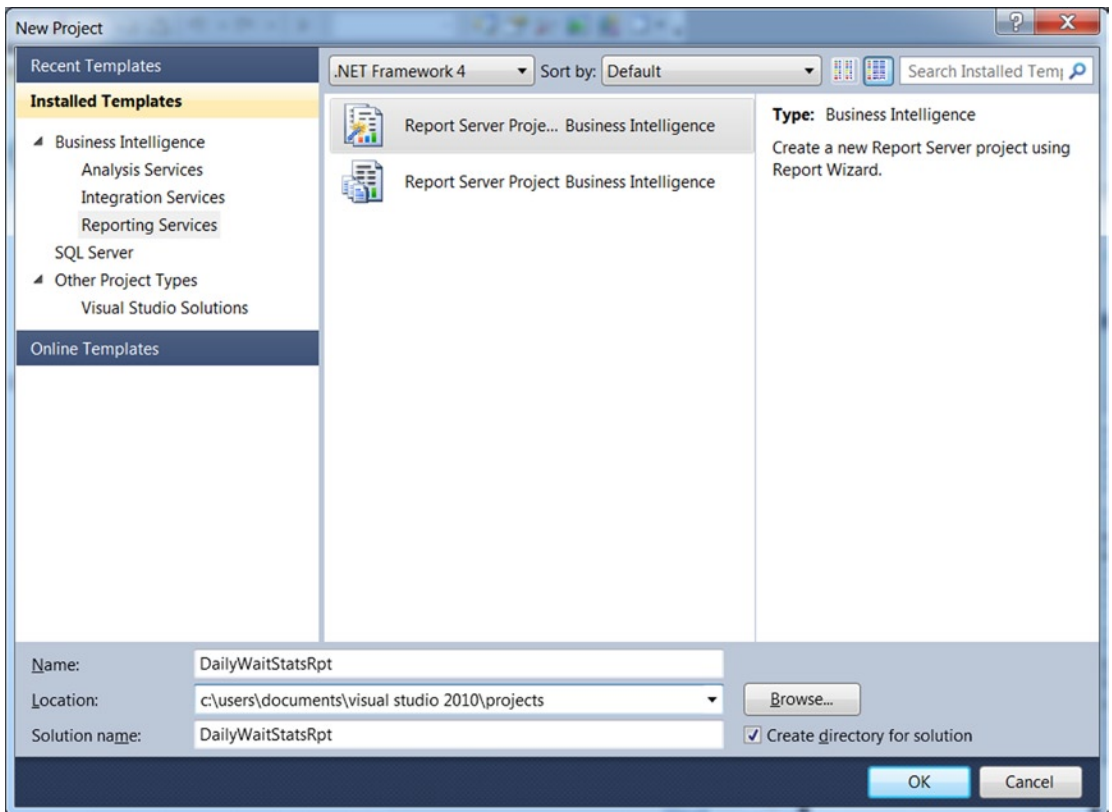 New Project
Recent Templates
.NET Framework 4
Sort by: Default
Search Installed Temp
Installed Templates
Business Intelligence
Analysis Services
Integration Services
Reporting Services
SQL Server
Other Project Types
Visual Studio Solutions
Online Templates
Report Server Proje... Business Intelligence
Report Server Project Business Intelligence
Type: Business Intelligence
Create a new Report Server project using
Report Wizard.
Name: DailyWaitStatsRpt
Location: c:\users\documents\visual studio 2010\projects
Browse...
Solution name: DailyWaitStatsRpt
Create directory for solution
OK
Cancel